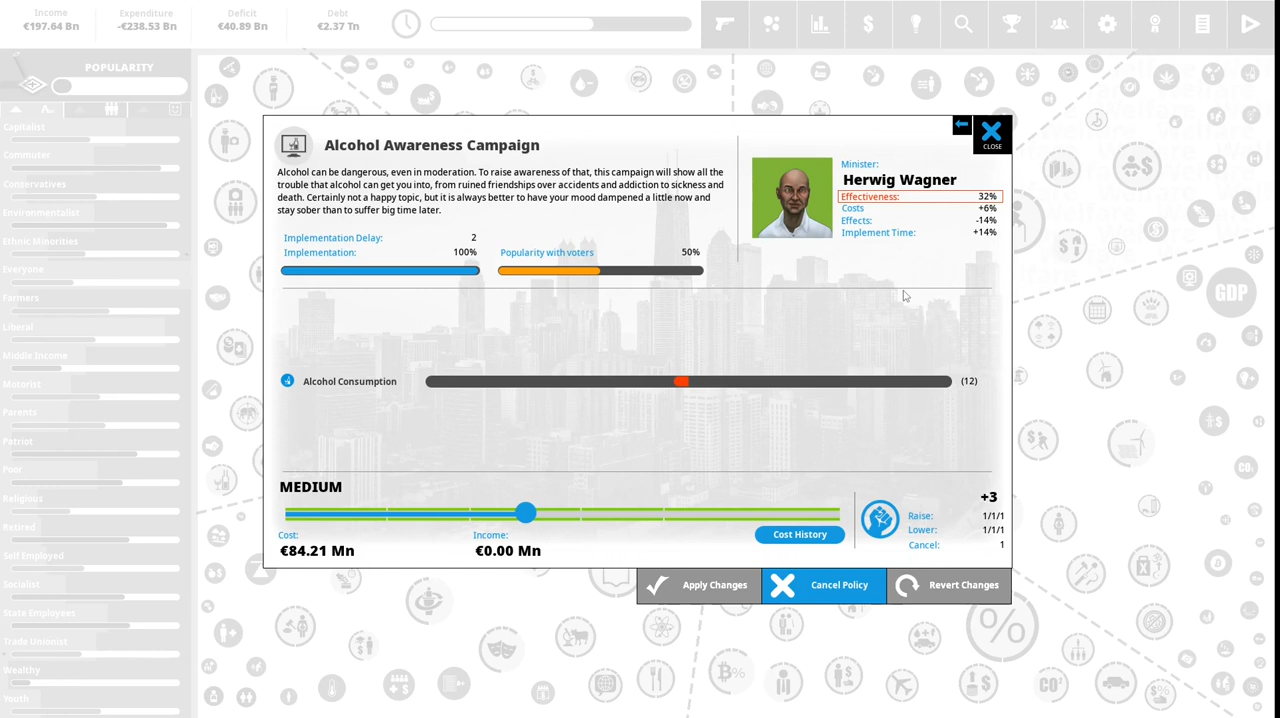 Income
Expenditure
Deficit
Debt
€197.64 Bn
-€238.53 Bn
€40.89 Bn
€2.37 Tn
POPULARITY
Capitalist
Commuter
Conservatives
Environmentalist
Ethnic Minorities
Everyone
Farmers
Liberal
Middle Income
Motorist
Parents
Patriot
Poor
Religious
Retired
Self Employed
Socialist
State Employees
Trade Unionist
Wealthy
Youth
Alcohol Awareness Campaign
Alcohol can be dangerous, even in moderation. To raise awareness of that, this campaign will show all the
trouble that alcohol can get you into, from ruined friendships over accidents and addiction to sickness and
death. Certainly not a happy topic, but it is always better to have your mood dampened a little now and
stay sober than to suffer big time later.
Implementation Delay: 2
Implementation: 100%
Popularity with voters 50%
CLOSE
Minister:
Herwig Wagner
Effectiveness: 32%
Costs +6%
Effects: -14%
Implement Time: +14%
Alcohol Consumption (12)
MEDIUM
Cost:
€84.21 Mn
Income:
€0.00 Mn
Cost History
+3
Raise: 1/1/1
Lower: 1/1/1
Cancel: 1
Apply Changes
Cancel Policy
Revert Changes
GDP
CO²
CO²